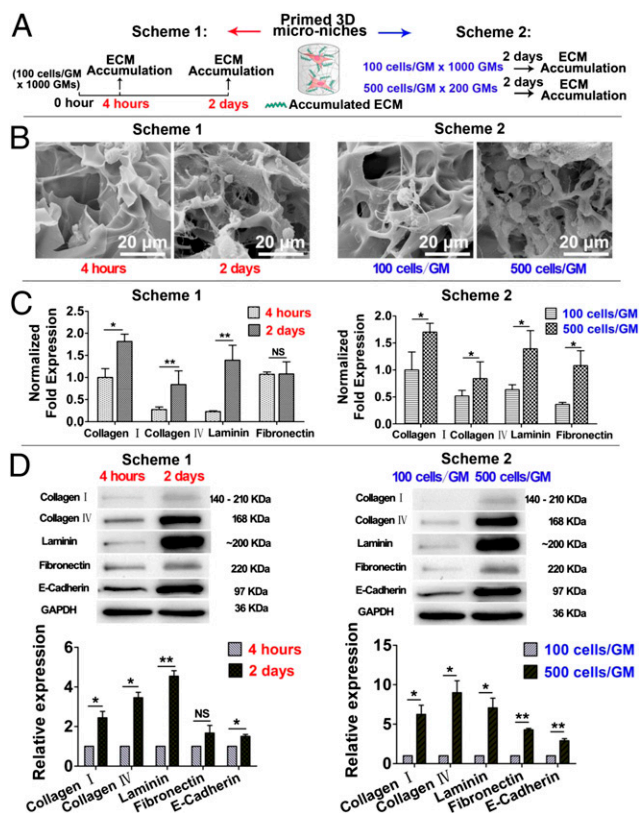 A
Scheme 1:
Primed 3D
micro-niches
Scheme 2:
(100 cells/GM
x 1000 GMs)
ECM
Accumulation
ECM
Accumulation
0 hour
4 hours
2 days
Accumulated ECM
100 cells/GM x 1000 GMs
2 days
ECM
Accumulation
500 cells/GM x 200 GMs
2 days
ECM
Accumulation
B
Scheme 1
Scheme 2
20 μm
20 μm
20 μm
20 μm
4 hours
2 days
100 cells/GM
500 cells/GM
C
Scheme 1
Normalized
Fold Expression
2.5
2.0
1.5
1.0
0.5
0.0
4 hours
2 days
*
**
**
NS
Collagen Ⅰ
Collagen Ⅳ
Laminin
Fibronectin
Scheme 2
Normalized
Fold Expression
2.0
1.5
1.0
0.5
0.0
100 cells/GM
500 cells/GM
*
*
*
*
Collagen Ⅰ
Collagen Ⅳ
Laminin
Fibronectin
D
Scheme 1
4 hours 2 days
Collagen Ⅰ 140 - 210 KDa
Collagen Ⅳ 168 KDa
Laminin ~200 KDa
Fibronectin 220 KDa
E-Cadherin 97 KDa
GAPDH 36 KDa
Scheme 2
100 cells/GM 500 cells/GM
Collagen Ⅰ 140 - 210 KDa
Collagen Ⅳ 168 KDa
Laminin ~200 KDa
Fibronectin 220 KDa
E-Cadherin 97 KDa
GAPDH 36 KDa
Relative expression
6
4
2
0
4 hours
2 days
*
*
**
NS
*
Collagen Ⅰ
Collagen Ⅳ
Laminin
Fibronectin
E-Cadherin
Relative expression
15
10
5
0
100 cells/GM
500 cells/GM
*
*
*
**
**
Collagen Ⅰ
Collagen Ⅳ
Laminin
Fibronectin
E-Cadherin